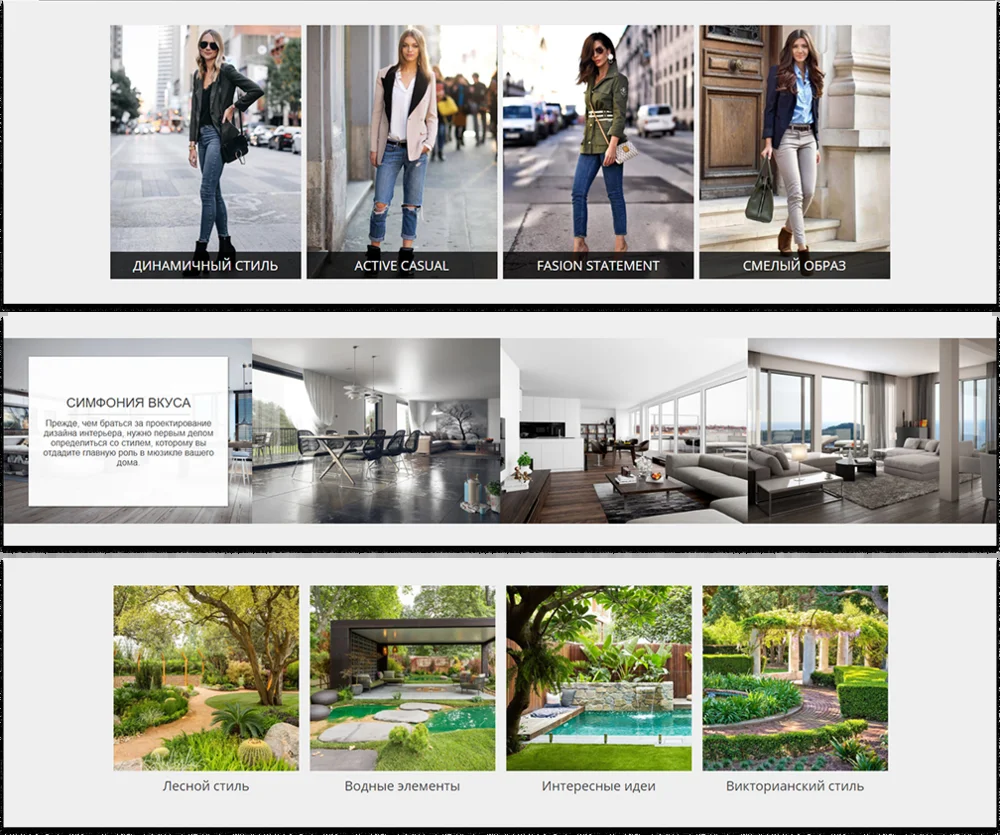 ДИНАМИЧНЫЙ СТИЛЬ
ACTIVE CASUAL
FASION STATEMENT
СМЕЛЫЙ ОБРАЗ
СИМФОНИЯ ВКУСА
Прежде, чем браться за проектирование
дизайна интерьера, нужно первым делом
определиться со стилем, которому вы
отдадите главную роль в мюзикле вашего
дома.
Лесной стиль
Водные элементы
Интересные идеи
Викторианский стиль